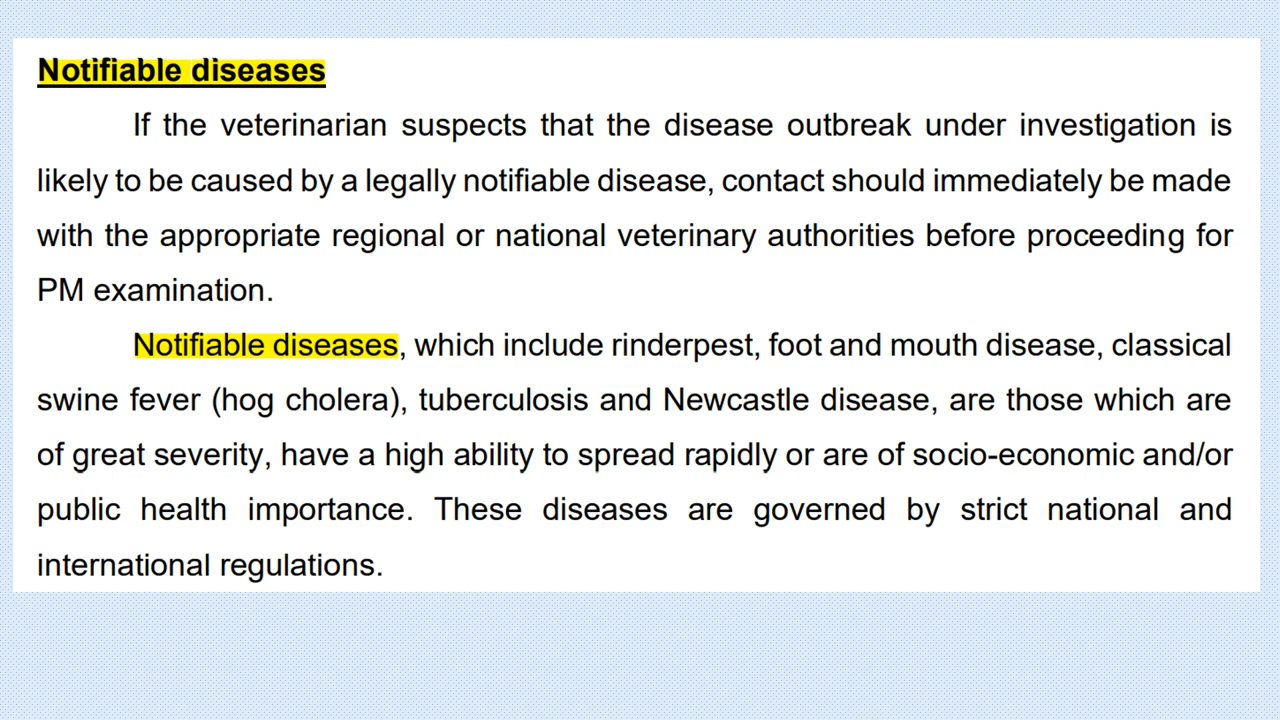 Notifiable diseases
If the veterinarian suspects that the disease outbreak under investigation is
likely to be caused by a legally notifiable disease, contact should immediately be made
with the appropriate regional or national veterinary authorities before proceeding for
PM examination.
Notifiable diseases, which include rinderpest, foot and mouth disease, classical
swine fever (hog cholera), tuberculosis and Newcastle disease, are those which are
of great severity, have a high ability to spread rapidly or are of socio-economic and/or
public health importance. These diseases are governed by strict national and
international regulations.